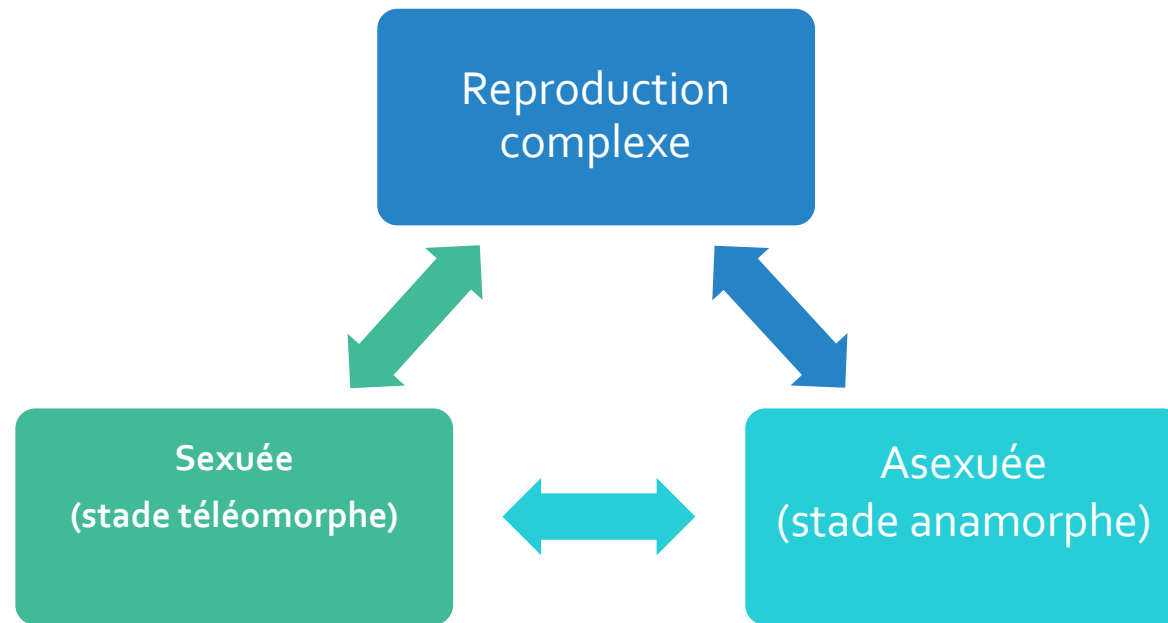 Reproduction
complexe
Sexuée
(stade téléomorphe)
Asexuée
(stade anamorphe)